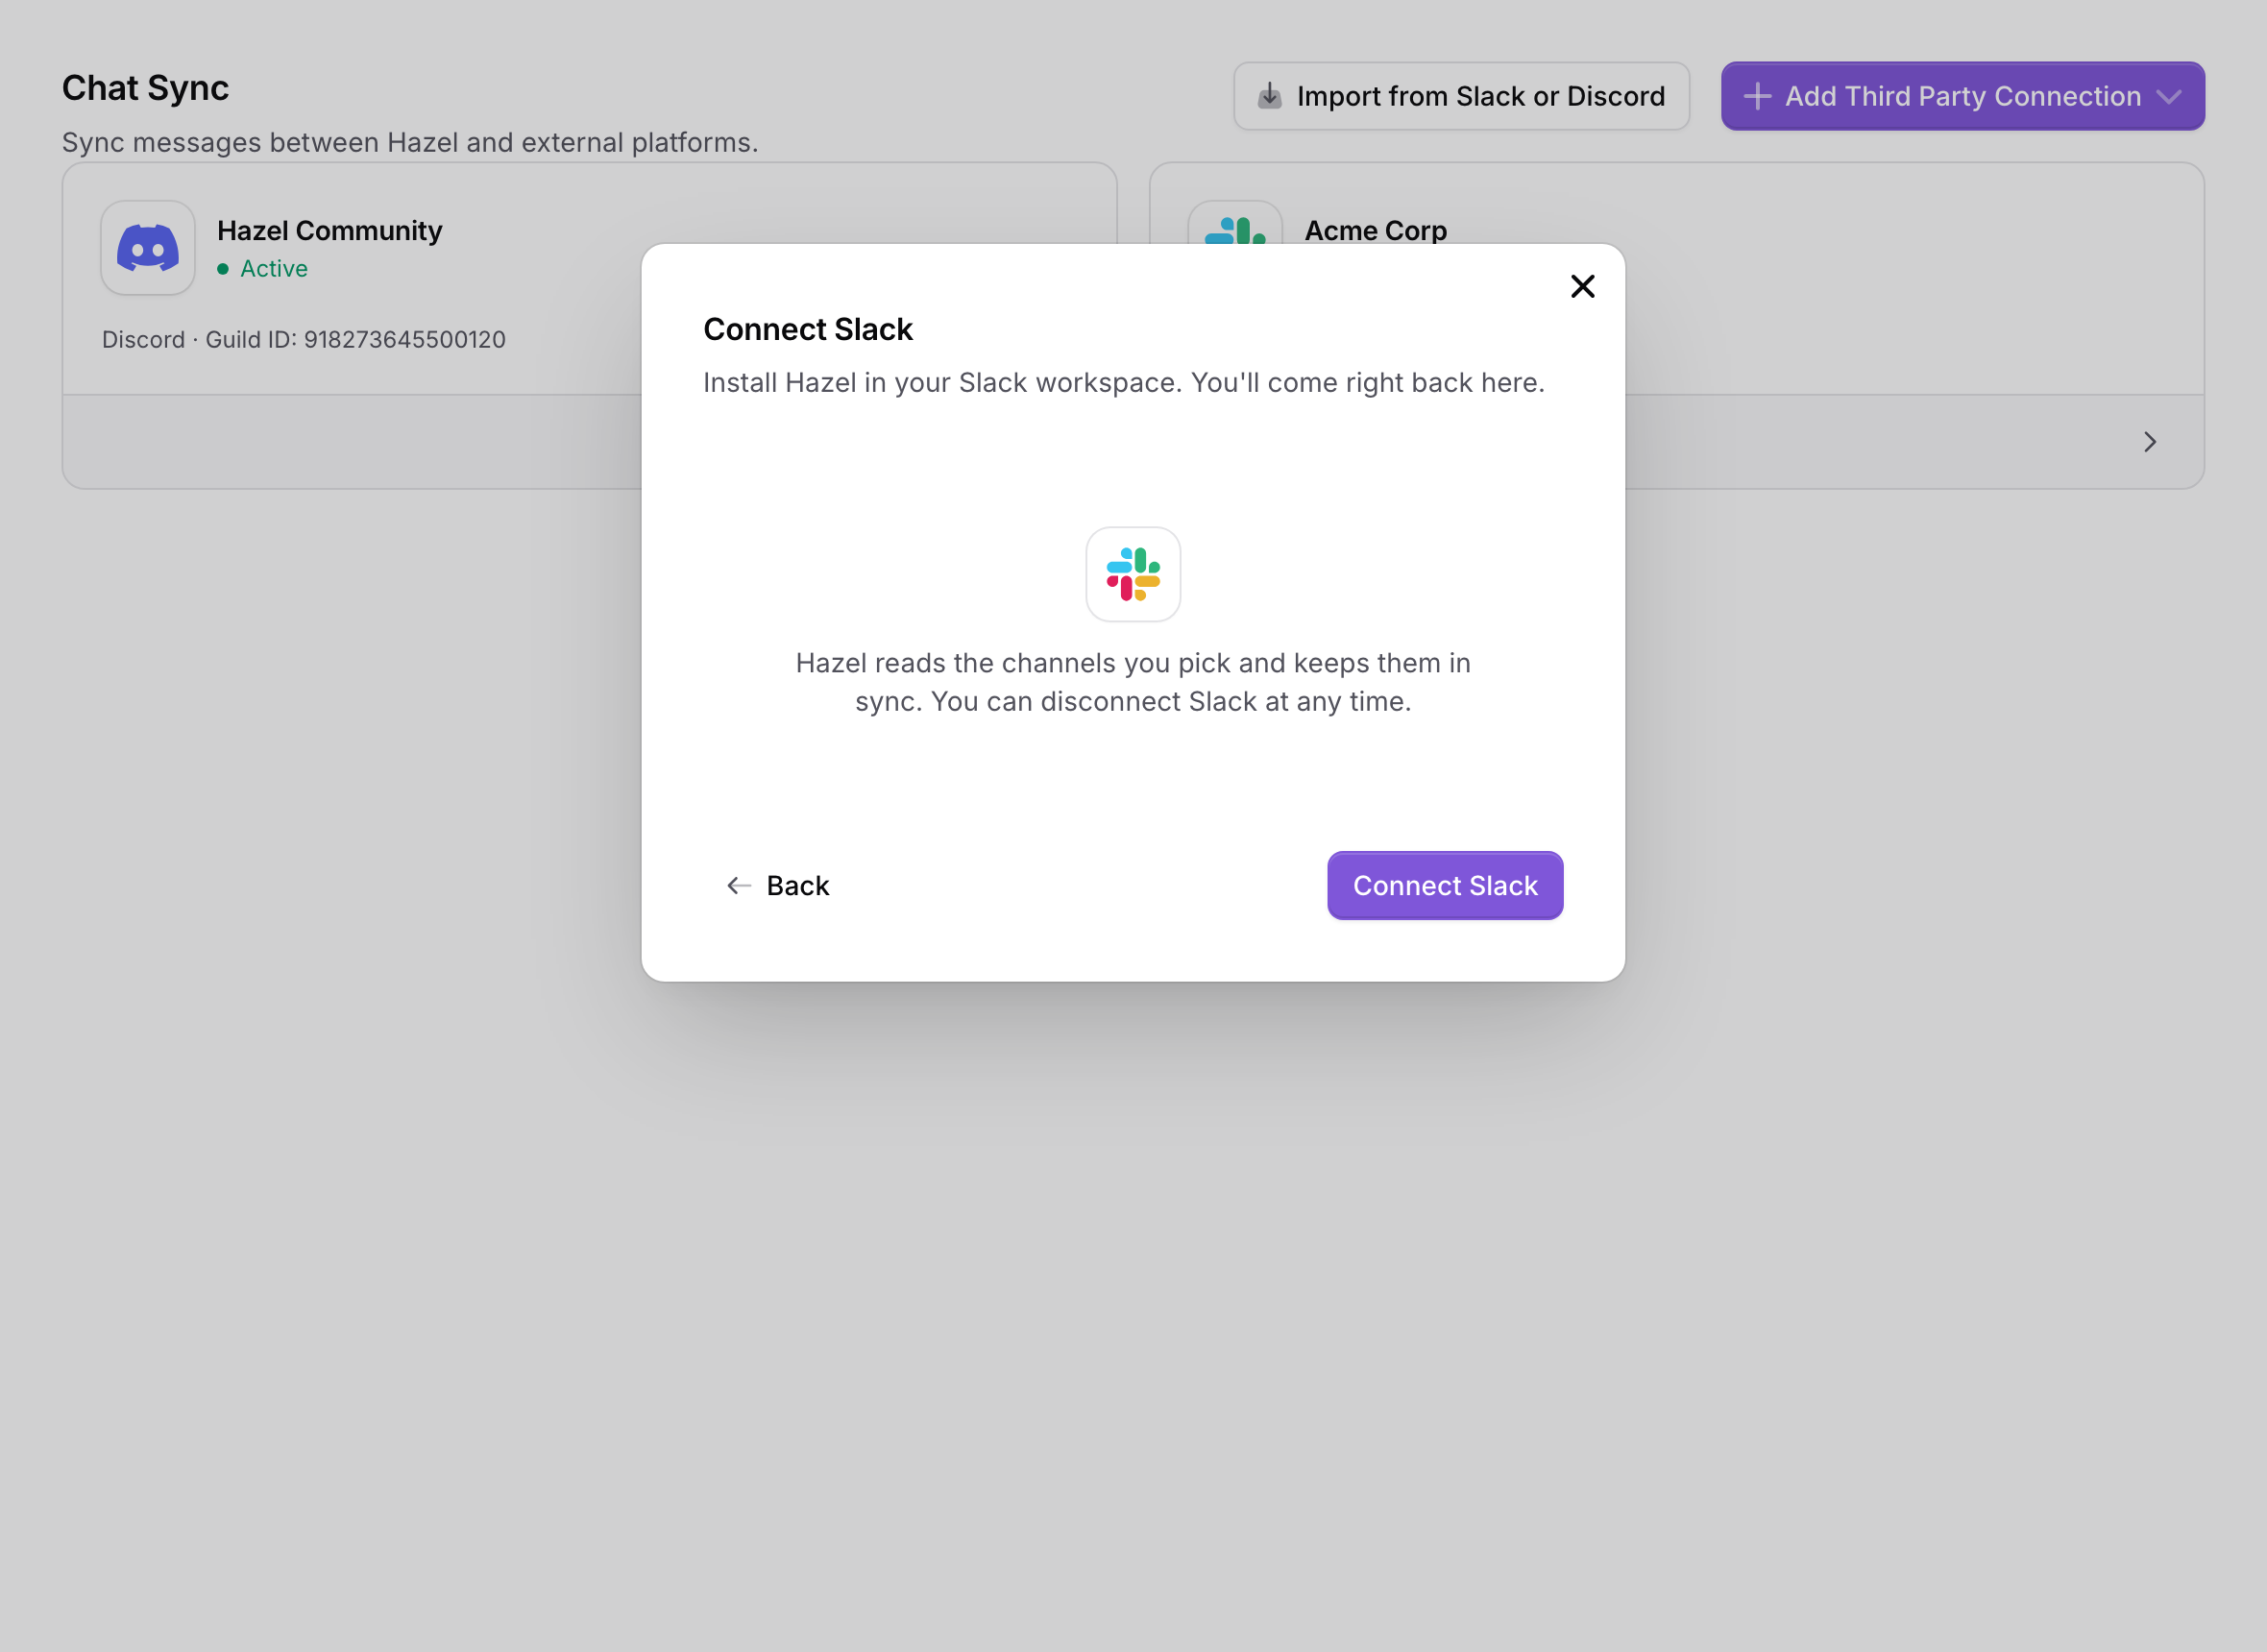 Chat Sync
Sync messages between Hazel and external platforms.
Import from Slack or Discord
Add Third Party Connection
Hazel Community
Active
Discord · Guild ID: 918273645500120
Acme Corp
Connect Slack
Install Hazel in your Slack workspace. You'll come right back here.
Hazel reads the channels you pick and keeps them in
sync. You can disconnect Slack at any time.
Back
Connect Slack